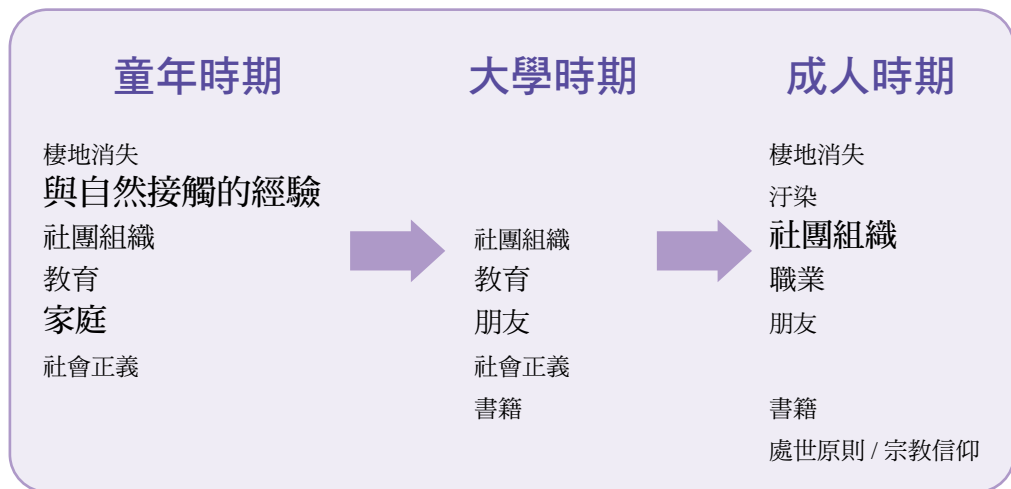 童年時期
棲地消失
與自然接觸的經驗
社團組織
教育
家庭
社會正義
大學時期
社團組織
教育
朋友
社會正義
書籍
成人時期
棲地消失
汙染
社團組織
職業
朋友
書籍
處世原則 / 宗教信仰